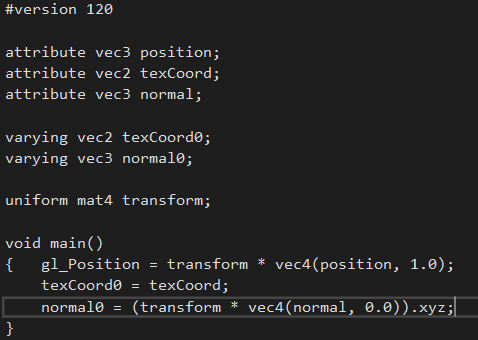 #version 120

attribute vec3 position;
attribute vec2 texCoord;
attribute vec3 normal;

varying vec2 texCoord0;
varying vec3 normal0;

uniform mat4 transform;

void main()
{   gl_Position = transform * vec4(position, 1.0);
    texCoord0 = texCoord;
    normal0 = (transform * vec4(normal, 0.0)).xyz;
}